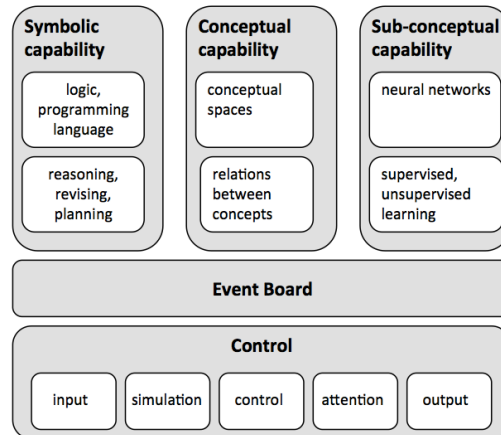 Symbolic
capability
logic,
programming
language
reasoning,
revising,
planning
Conceptual
capability
conceptual
spaces
relations
between
concepts
Sub-conceptual
capability
neural networks
supervised,
unsupervised
learning
Event Board
Control
input
simulation
control
attention
output